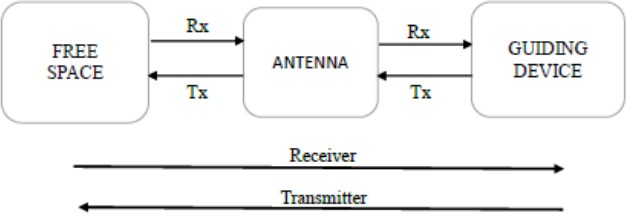 FREE
SPACE
Rx
Tx
ANTENNA
Rx
Tx
GUIDING
DEVICE
Receiver
Transmitter